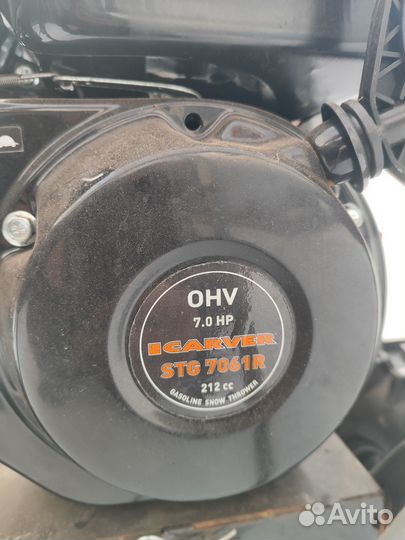 OHV
7.0 HP
CARVER
STG 7061R
212 cc
GASOLINE SNOW THROWER
Avito